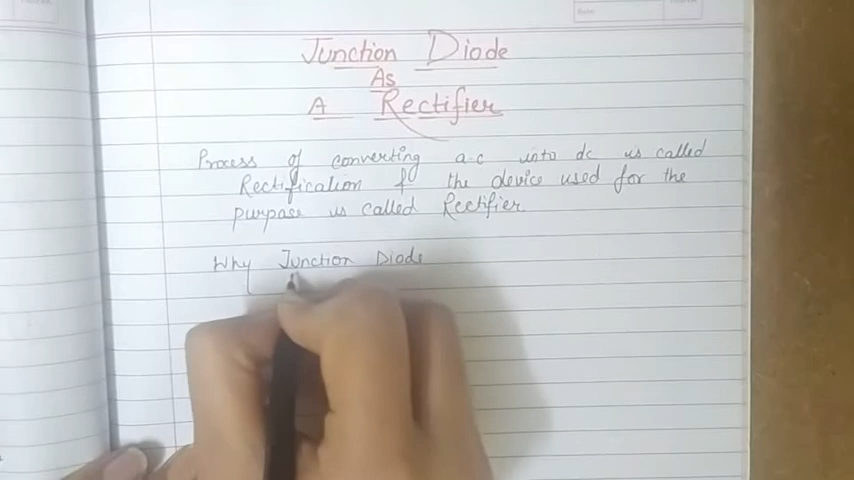 Junction Diode
As
A Rectifier
Process of converting a.c into dc is called
Rectification & the device used for the
purpose is called Rectifier
Why Junction Diode